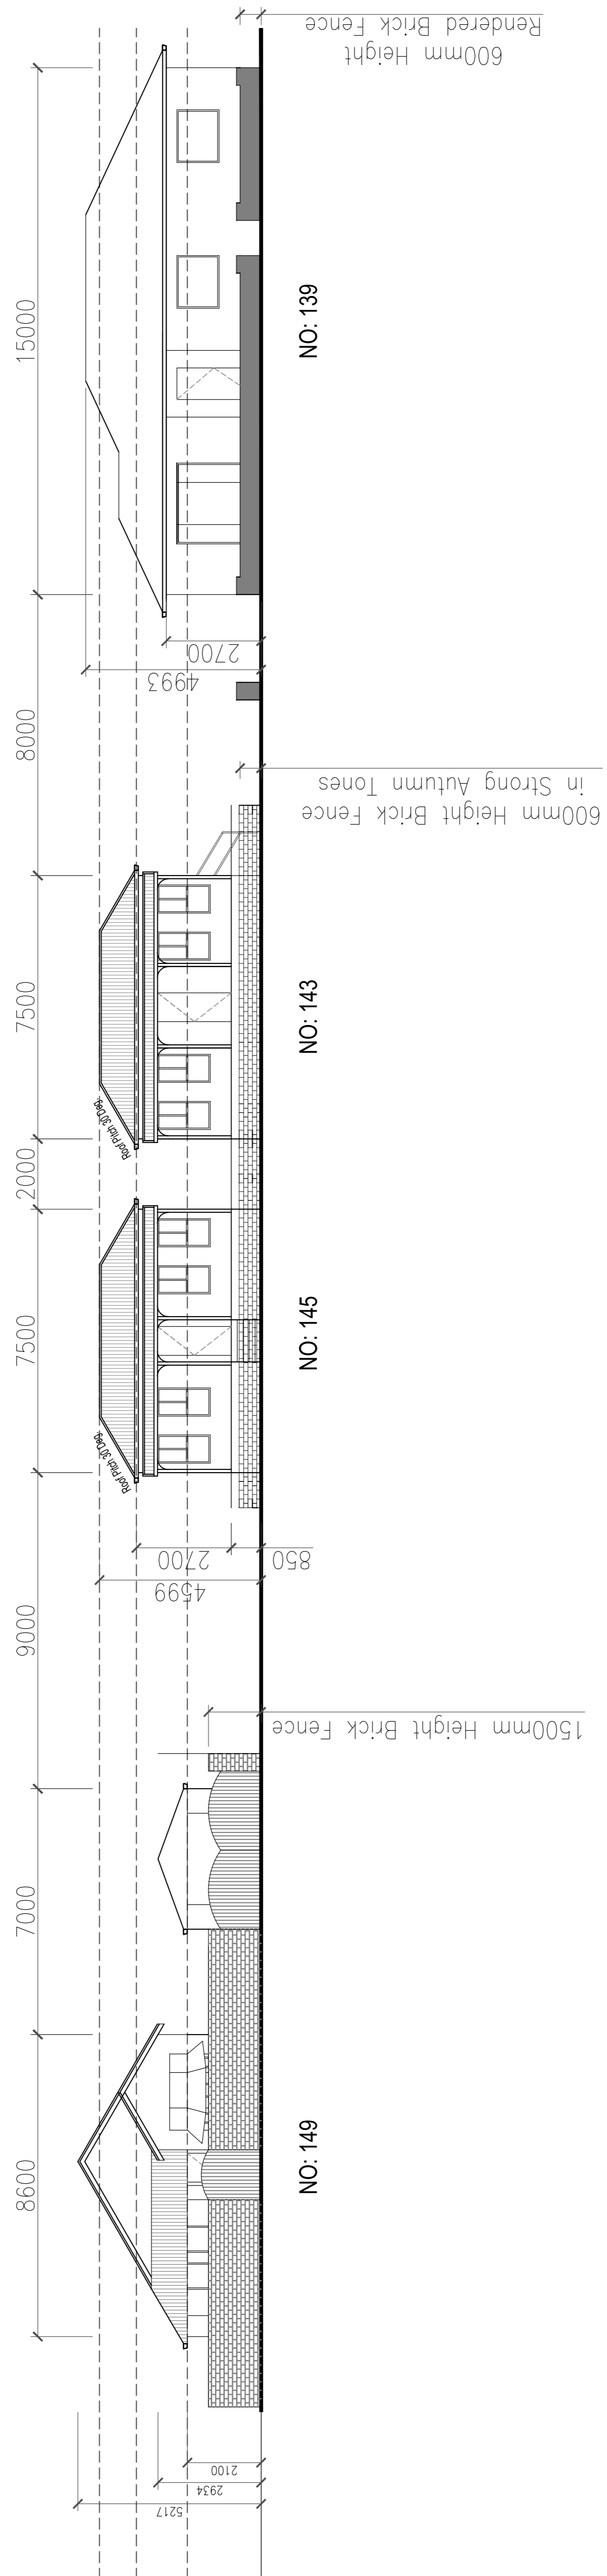 8600
7000
9000
7500
2000
7500
8000
15000
5217
2934
2100
4599
2700
850
4993
2700
Roof Pitch 30 Deg.
Roof Pitch 30 Deg.
NO: 149
NO: 145
NO: 143
NO: 139
1500mm Height Brick Fence
600mm Height Brick Fence
in Strong Autumn Tones
600mm Height
Rendered Brick Fence